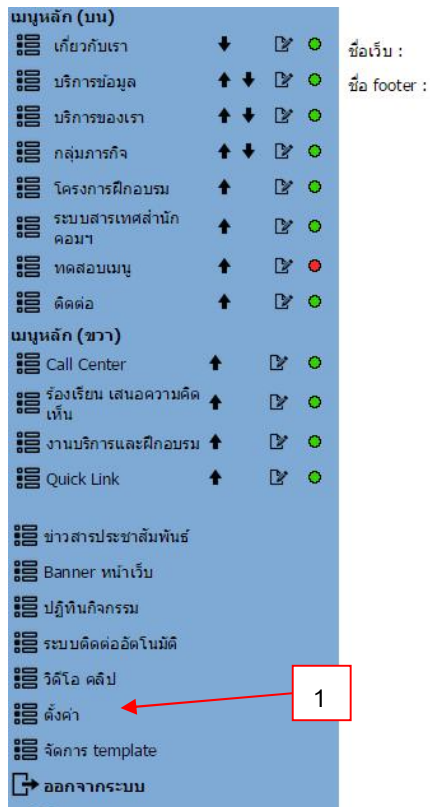 เมนูหลัก (บน)
เกี่ยวกับเรา
ชื่อเว็บ :
บริการข้อมูล
ชื่อ footer :
บริการของเรา
กลุ่มภารกิจ
โครงการฝึกอบรม
ระบบสารเทศสำนัก
คอมฯ
ทดสอบเมนู
ติดต่อ
เมนูหลัก (ขวา)
Call Center
ร้องเรียน เสนอความคิด
เห็น
งานบริการและฝึกอบรม
Quick Link
ข่าวสารประชาสัมพันธ์
Banner หน้าเว็บ
ปฏิทินกิจกรรม
ระบบติดต่ออัตโนมัติ
วิดีโอ คลิป
1
ตั้งค่า
จัดการ template
ออกจากระบบ